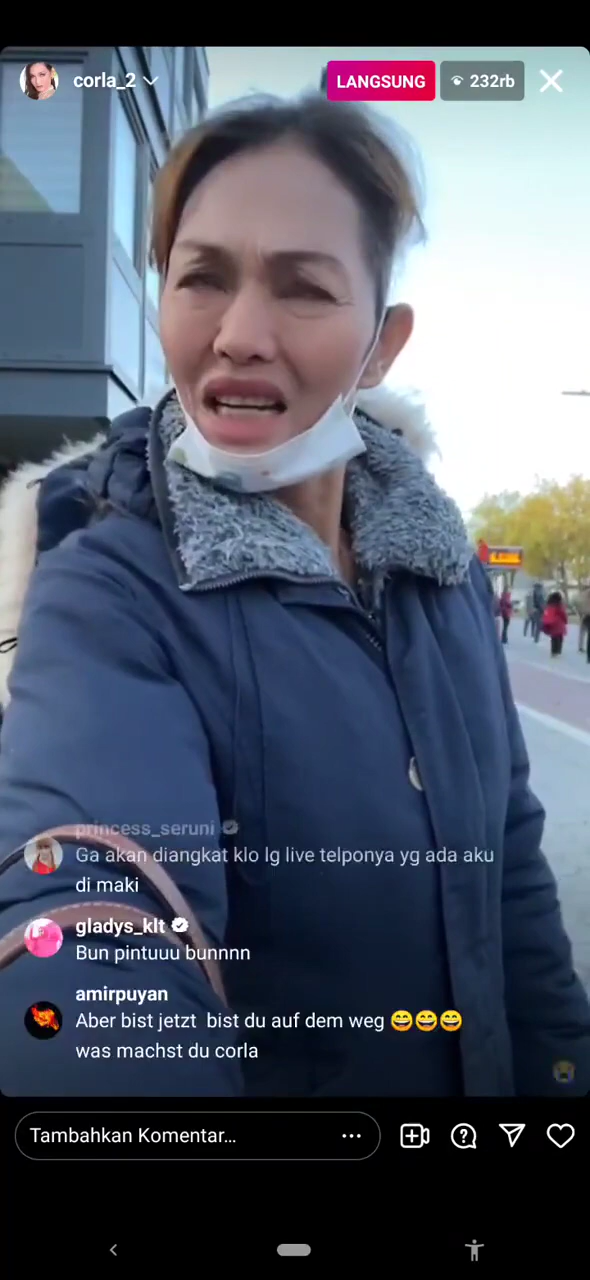 corla_2
LANGSUNG
232rb
princess_seruni
Ga akan diangkat klo lg live telponya yg ada aku
di maki
gladys_klt
Bun pintuuu bunnnn
amirpuyan
Aber bist jetzt bist du auf dem weg 😄😄😄
was machst du corla
Tambahkan Komentar...